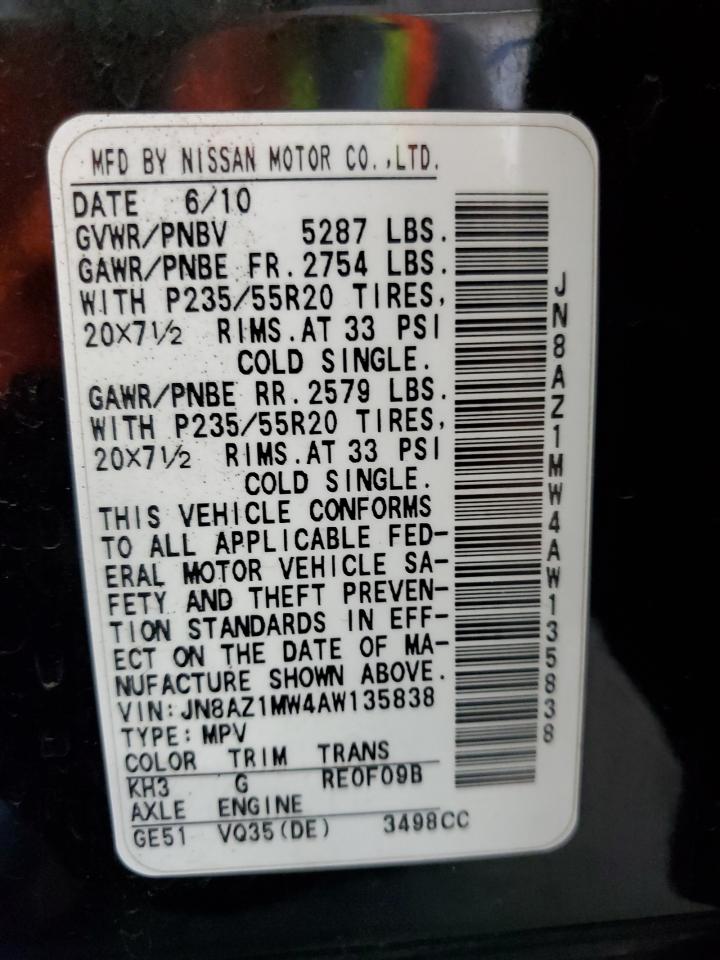 MFD BY NISSAN MOTOR CO.,LTD.
DATE 6/10
GVWR/PNBV 5287 LBS.
GAWR/PNBE FR.2754 LBS.
WITH P235/55R20 TIRES,
20X7 1/2 RIMS.AT 33 PSI
COLD SINGLE.
GAWR/PNBE RR.2579 LBS.
WITH P235/55R20 TIRES,
20X7 1/2 RIMS.AT 33 PSI
COLD SINGLE.
THIS VEHICLE CONFORMS
TO ALL APPLICABLE FED-
ERAL MOTOR VEHICLE SA-
FETY AND THEFT PREVEN-
TION STANDARDS IN EFF-
ECT ON THE DATE OF MA-
NUFACTURE SHOWN ABOVE.
VIN:JN8AZ1MW4AW135838
TYPE:MPV
COLOR TRIM TRANS
KH3 G RE0F09B
AXLE ENGINE
GE51 VQ35(DE) 3498CC
JN8AZ1MW4AW135838